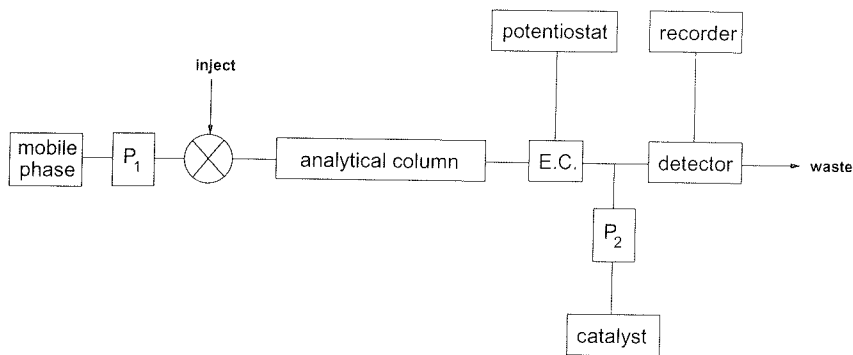 potentiostat
recorder
inject
mobile
phase
P1
analytical column
E.C.
detector
waste
P2
catalyst